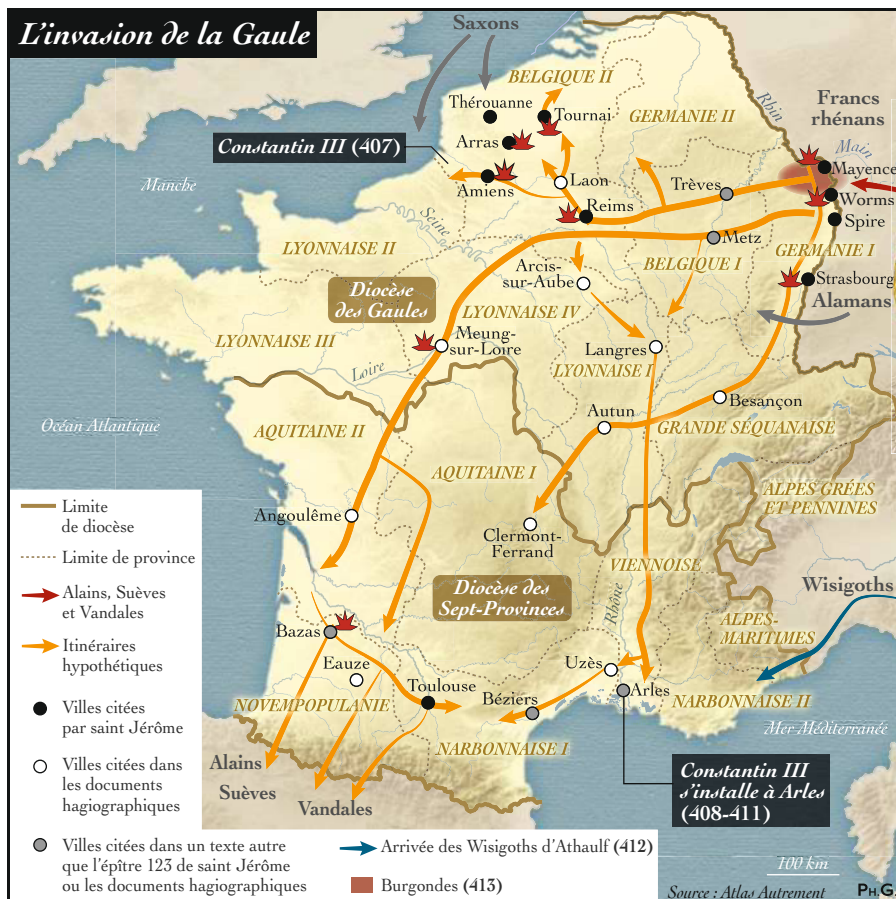 L'invasion de la Gaule
Saxons
BELGIQUE II
Thérouanne
Tournai
GERMANIE II
Rhin
Francs
rhénans
Constantin III (407)
Arras
Main
Mayence
Manche
Amiens
Laon
Trèves
Worms
Reims
Spire
Seine
Metz
LYONNAISE II
BELGIQUE I
GERMANIE I
Arcis-
sur-Aube
Strasbourg
Diocèse
des Gaules
Alamans
LYONNAISE IV
LYONNAISE III
Meung-
sur-Loire
Langres
Loire
LYONNAISE I
Besançon
Océan Atlantique
AQUITAINE II
Autun
GRANDE SÉQUANAISE
AQUITAINE I
ALPES GRÉES
ET PENNINES
Angoulême
Clermont-
Ferrand
VIENNOISE
Diocèse des
Sept-Provinces
Rhône
Wisigoths
ALPES-
MARITIMES
Bazas
Eauze
Uzès
Toulouse
Béziers
Arles
NOVEMPOPULANIE
NARBONNAISE II
NARBONNAISE I
Mer Méditerranée
Alains
Suèves
Vandales
Constantin III
s'installe à Arles
(408-411)
Limite
de diocèse
Limite de province
Alains, Suèves
et Vandales
Itinéraires
hypothétiques
Villes citées
par saint Jérôme
Villes citées dans
les documents
hagiographiques
Villes citées dans un texte autre
que l'épître 123 de saint Jérôme
ou les documents hagiographiques
Arrivée des Wisigoths d'Athaulf (412)
Burgondes (413)
100 km
Source : Atlas Autrement
PH.G.